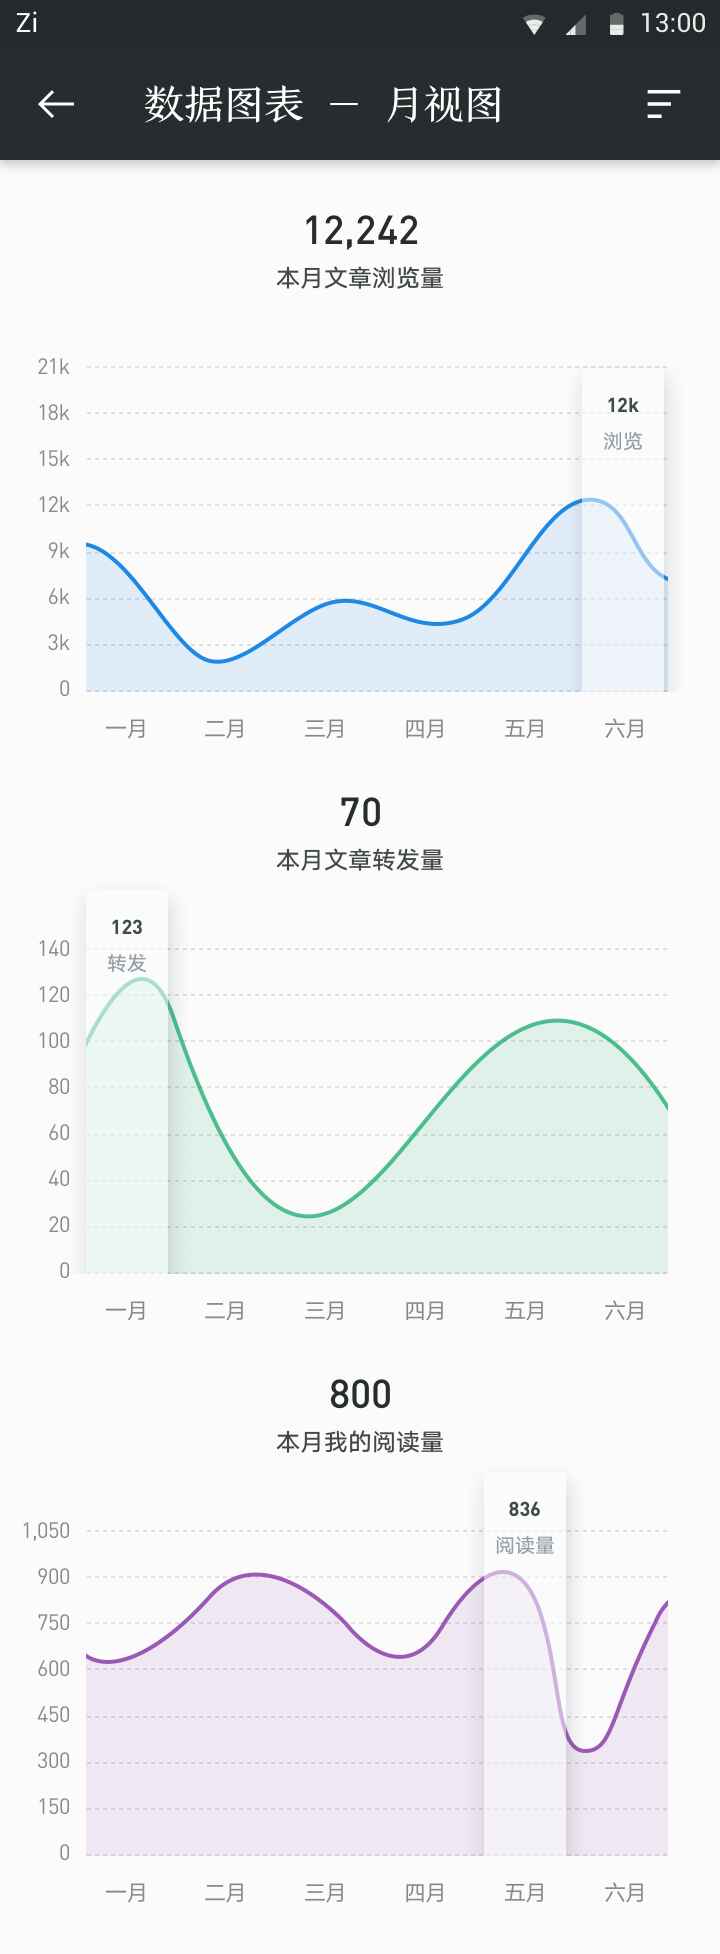 Zi 13:00
数据图表 － 月视图
12,242
本月文章浏览量
21k
18k
15k
12k
9k
6k
3k
0
12k
浏览
一月 二月 三月 四月 五月 六月
70
本月文章转发量
123
转发
140
120
100
80
60
40
20
0
一月 二月 三月 四月 五月 六月
800
本月我的阅读量
836
阅读量
1,050
900
750
600
450
300
150
0
一月 二月 三月 四月 五月 六月